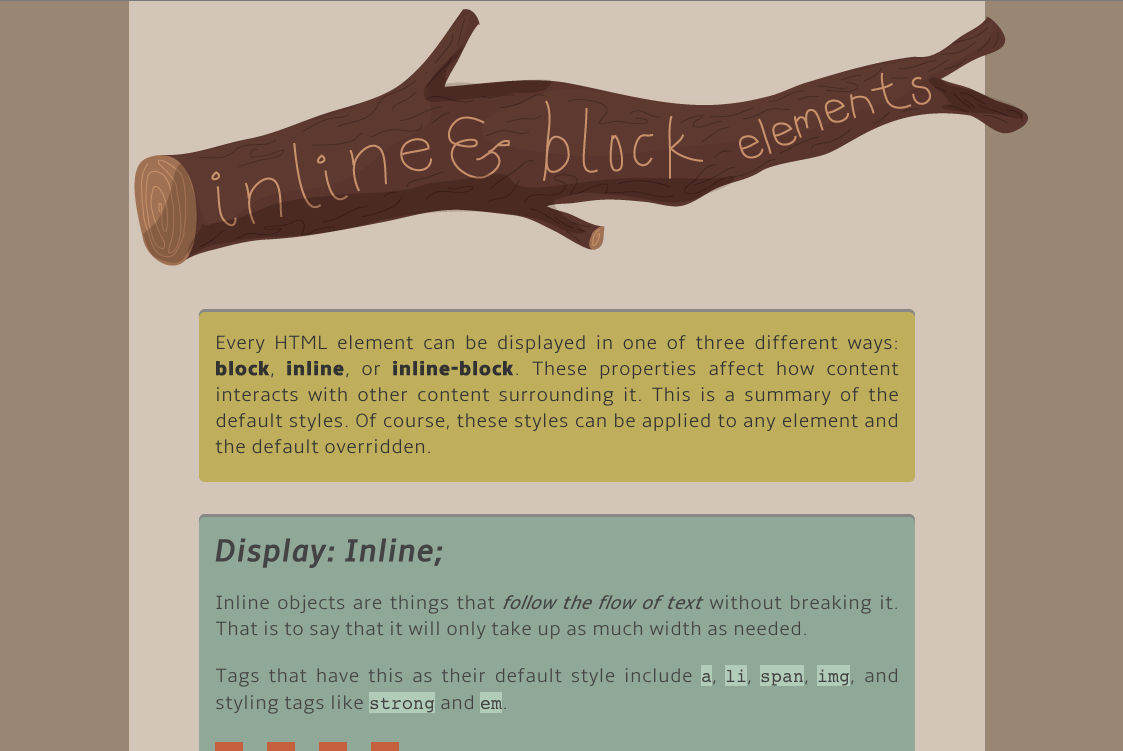 inline & block elements
Every HTML element can be displayed in one of three different ways:
block, inline, or inline-block. These properties affect how content
interacts with other content surrounding it. This is a summary of the
default styles. Of course, these styles can be applied to any element and
the default overridden.
Display: Inline;
Inline objects are things that follow the flow of text without breaking it.
That is to say that it will only take up as much width as needed.
Tags that have this as their default style include a, li, span, img, and
styling tags like strong and em.